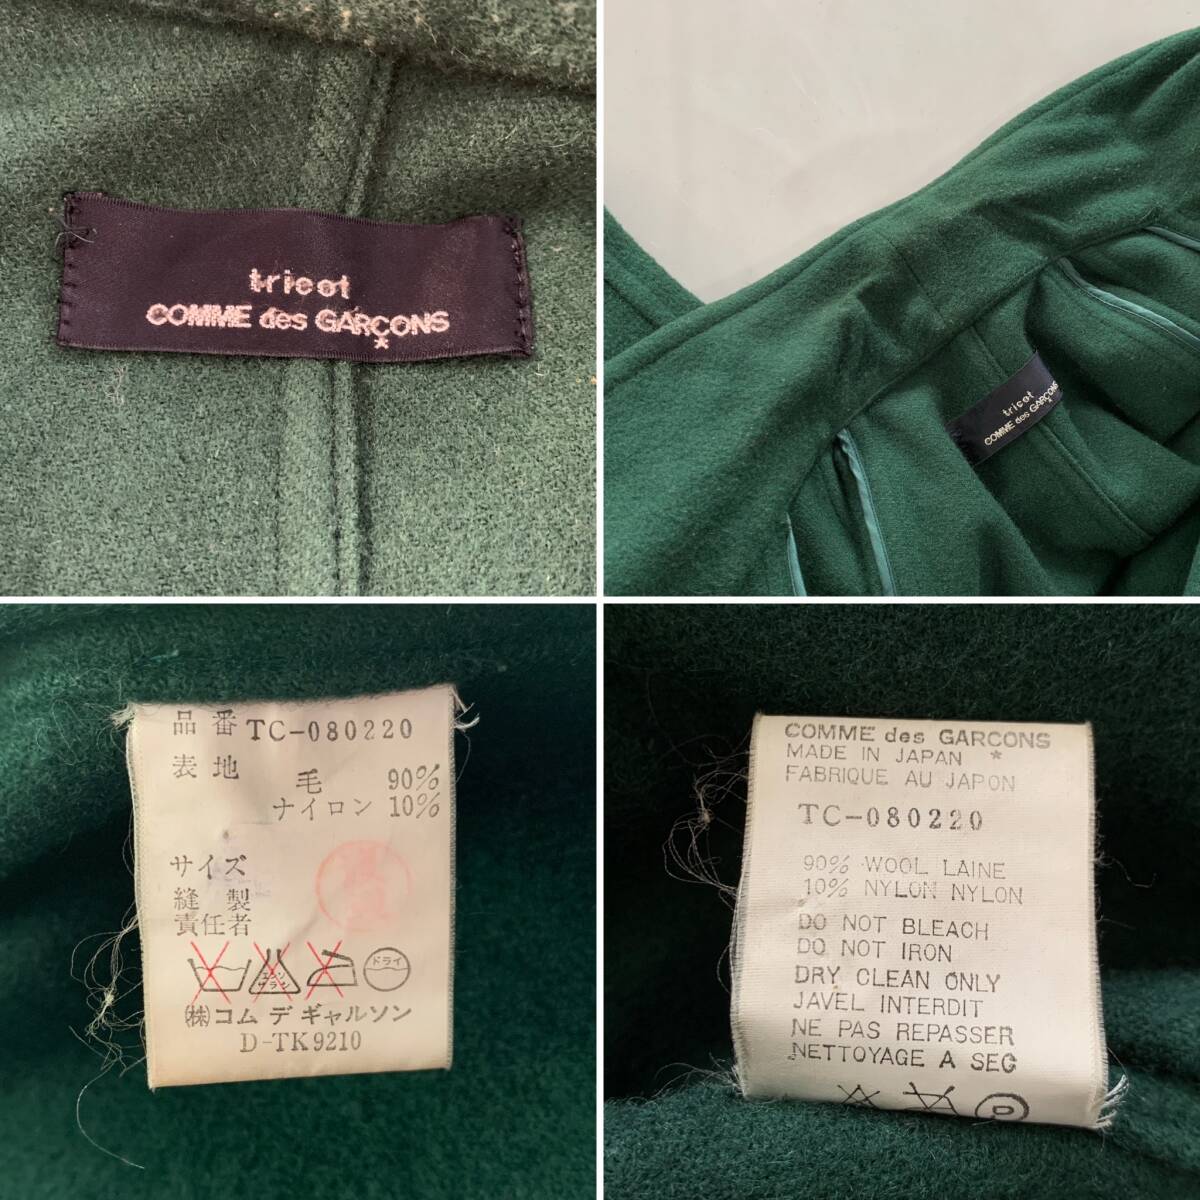 tricot
COMME des GARÇONS
tricot
COMME des GARÇONS
品番 TC-080220
表地 毛 90%
ナイロン 10%
サイズ
縫製
責任者
ドライ
㈱コム デ ギャルソン
D-TK9210
COMME des GARCONS
MADE IN JAPAN *
FABRIQUE AU JAPON
TC-080220
90% WOOL LAINE
10% NYLON NYLON
DO NOT BLEACH
DO NOT IRON
DRY CLEAN ONLY
JAVEL INTERDIT
NE PAS REPASSER
NETTOYAGE A SEC